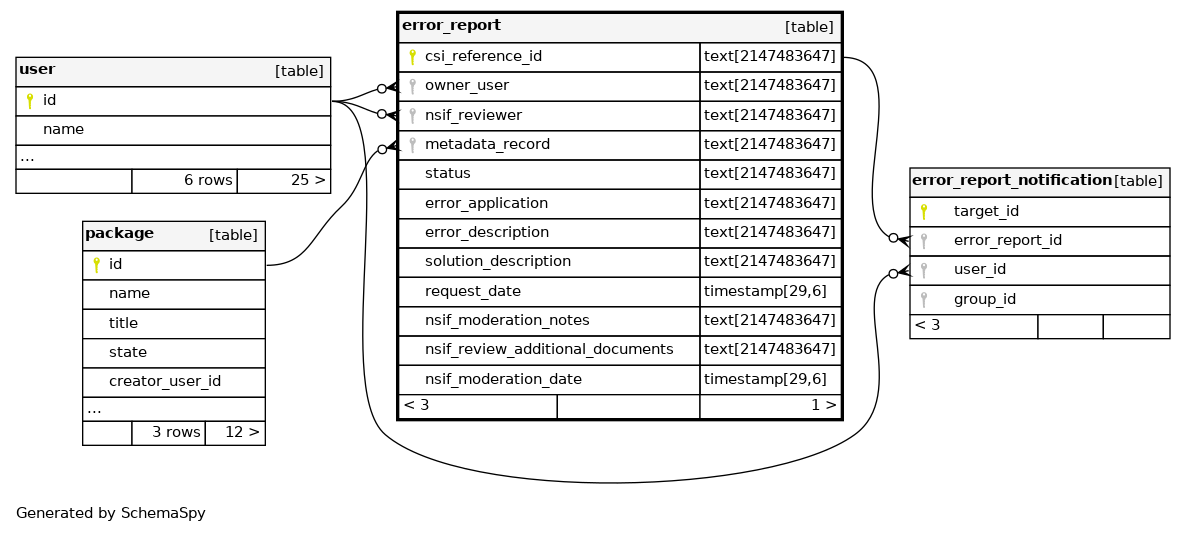 user [table]
id
name
...
6 rows 25 >
package [table]
id
name
title
state
creator_user_id
...
3 rows 12 >
error_report [table]
csi_reference_id text[2147483647]
owner_user text[2147483647]
nsif_reviewer text[2147483647]
metadata_record text[2147483647]
status text[2147483647]
error_application text[2147483647]
error_description text[2147483647]
solution_description text[2147483647]
request_date timestamp[29,6]
nsif_moderation_notes text[2147483647]
nsif_review_additional_documents text[2147483647]
nsif_moderation_date timestamp[29,6]
< 3 1 >
error_report_notification [table]
target_id
error_report_id
user_id
group_id
< 3
Generated by SchemaSpy